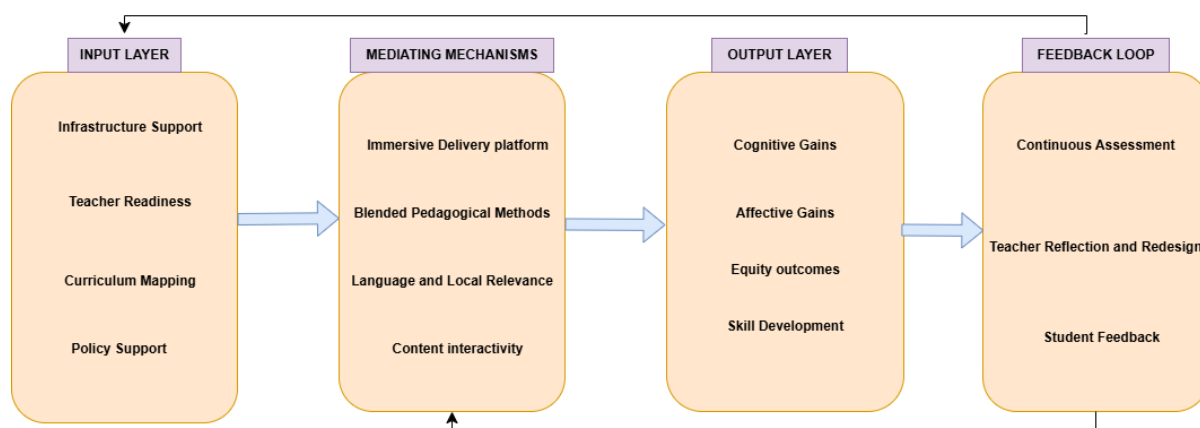 INPUT LAYER
Infrastructure Support
Teacher Readiness
Curriculum Mapping
Policy Support
MEDIATING MECHANISMS
Immersive Delivery platform
Blended Pedagogical Methods
Language and Local Relevance
Content interactivity
OUTPUT LAYER
Cognitive Gains
Affective Gains
Equity outcomes
Skill Development
FEEDBACK LOOP
Continuous Assessment
Teacher Reflection and Redesign
Student Feedback